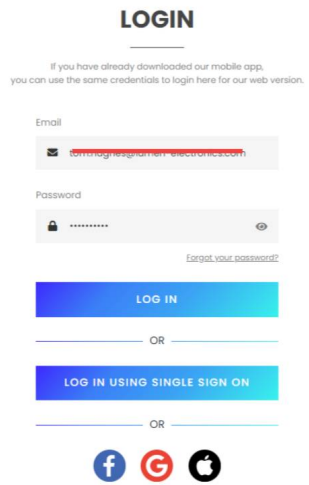 LOGIN
If you have already downloaded our mobile app,
you can use the same credentials to login here for our web version.
Email
Password
••••••••••
Forgot your password?
LOG IN
OR
LOG IN USING SINGLE SIGN ON
OR
f G